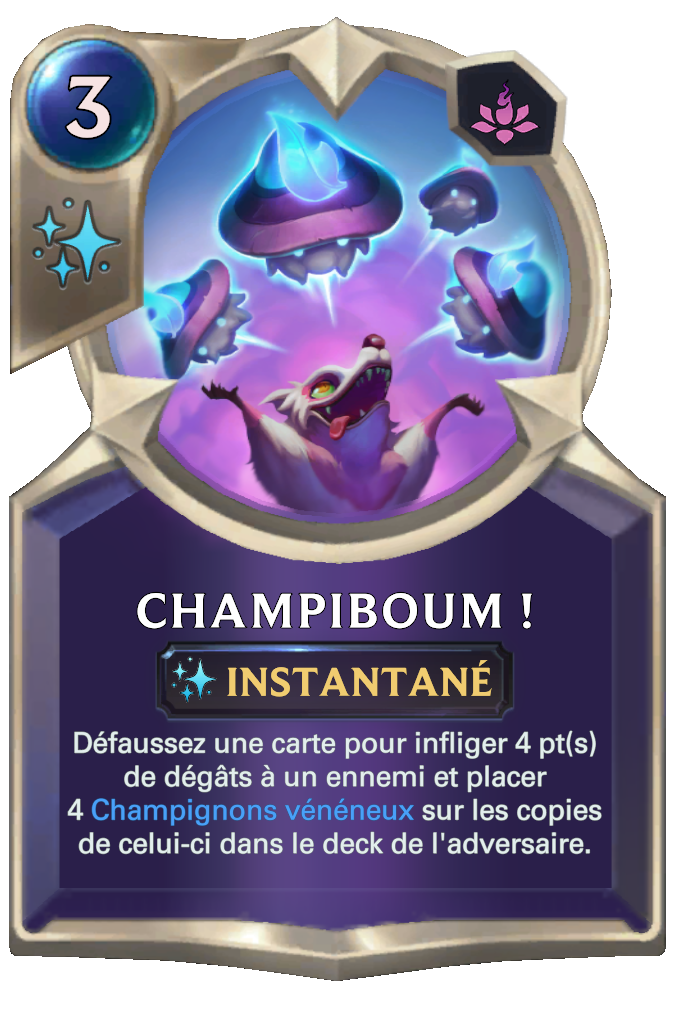 3
CHAMPIBOUM !
INSTANTANÉ
Défaussez une carte pour infliger 4 pt(s)
de dégâts à un ennemi et placer
4 Champignons vénéneux sur les copies
de celui-ci dans le deck de l'adversaire.